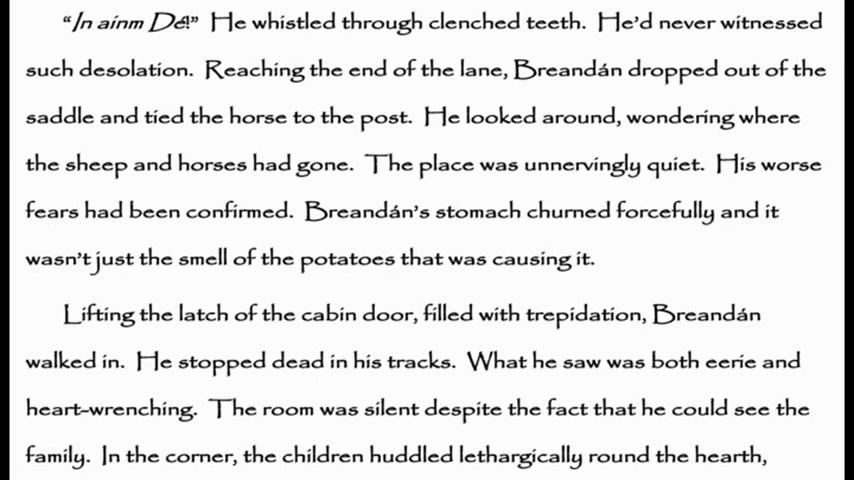 “In ainm Dé!”  He whistled through clenched teeth.  He’d never witnessed
such desolation.  Reaching the end of the lane, Breandán dropped out of the
saddle and tied the horse to the post.  He looked around, wondering where
the sheep and horses had gone.  The place was unnervingly quiet.  His worse
fears had been confirmed.  Breandán’s stomach churned forcefully and it
wasn’t just the smell of the potatoes that was causing it.
Lifting the latch of the cabin door, filled with trepidation, Breandán
walked in.  He stopped dead in his tracks.  What he saw was both eerie and
heart-wrenching.  The room was silent despite the fact that he could see the
family.  In the corner, the children huddled lethargically round the hearth,